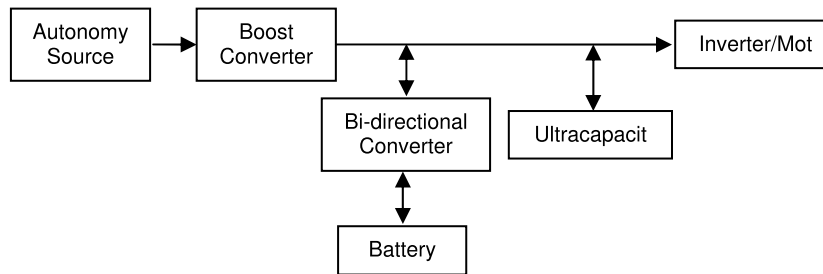 Autonomy
Source
Boost
Converter
Inverter/Mot
Bi-directional
Converter
Ultracapacit
Battery